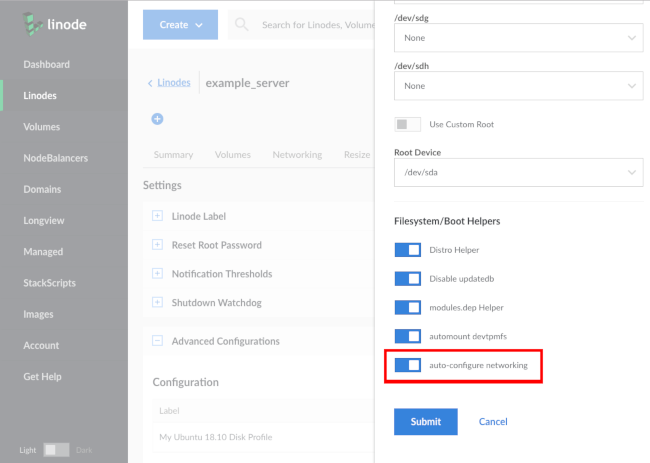 linode
Dashboard
Linodes
Volumes
NodeBalancers
Domains
Longview
Managed
StackScripts
Images
Account
Get Help
Light Dark
Create
Search for Linodes, Volume
Linodes example_server
Summary Volumes Networking Resize
Settings
Linode Label
Reset Root Password
Notification Thresholds
Shutdown Watchdog
Advanced Configurations
Configuration
Label
My Ubuntu 18.10 Disk Profile
/dev/sdg
None
/dev/sdh
None
Use Custom Root
Root Device
/dev/sda
Filesystem/Boot Helpers
Distro Helper
Disable updatedb
modules.dep Helper
automount devtpmfs
auto-configure networking
Submit Cancel